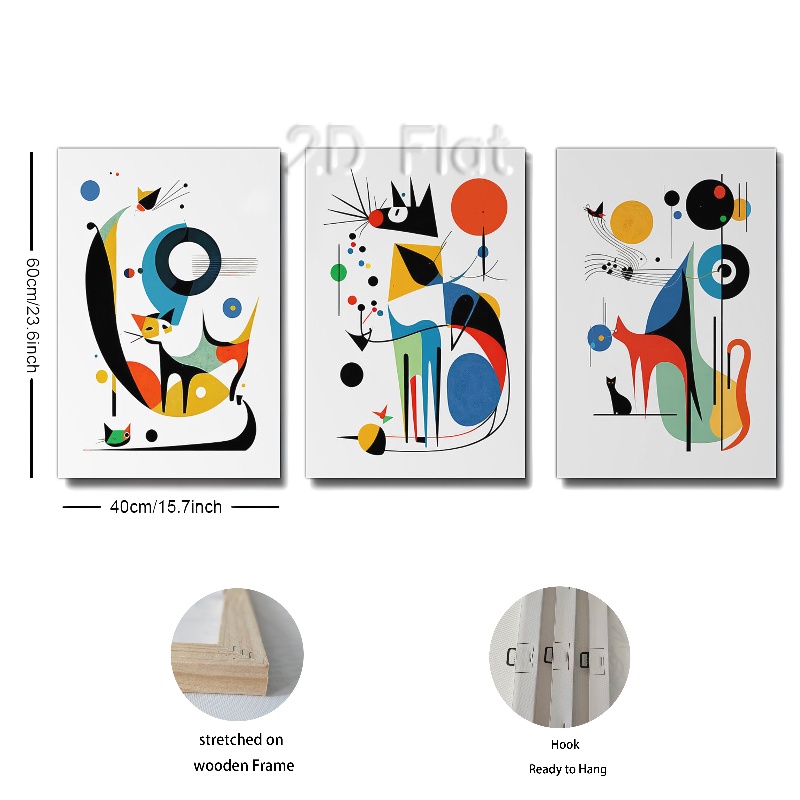 2D Flat
60cm/23.6inch
40cm/15.7inch
stretched on
wooden Frame
Hook
Ready to Hang